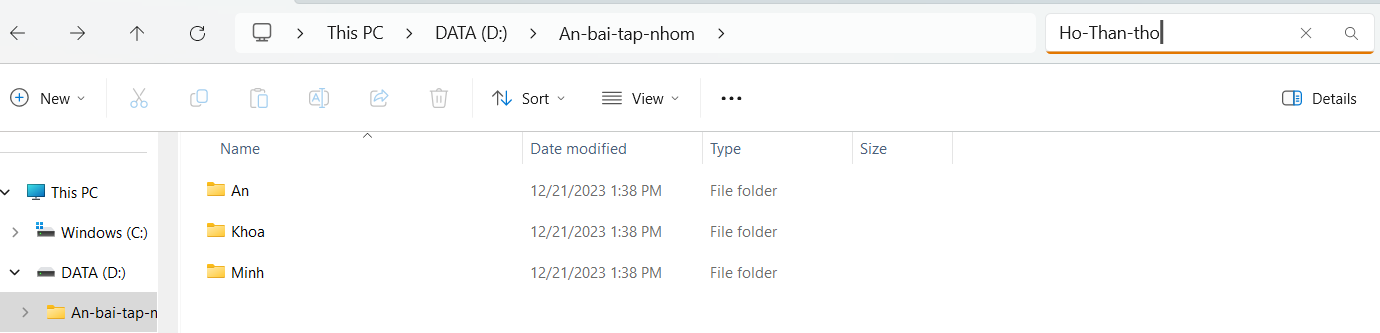 This PC > DATA (D:) > An-bai-tap-nhom > Ho-Than-tho
New Sort View ... Details
Name Date modified Type Size
An 12/21/2023 1:38 PM File folder
Khoa 12/21/2023 1:38 PM File folder
Minh 12/21/2023 1:38 PM File folder
This PC
Windows (C:)
DATA (D:)
An-bai-tap-n